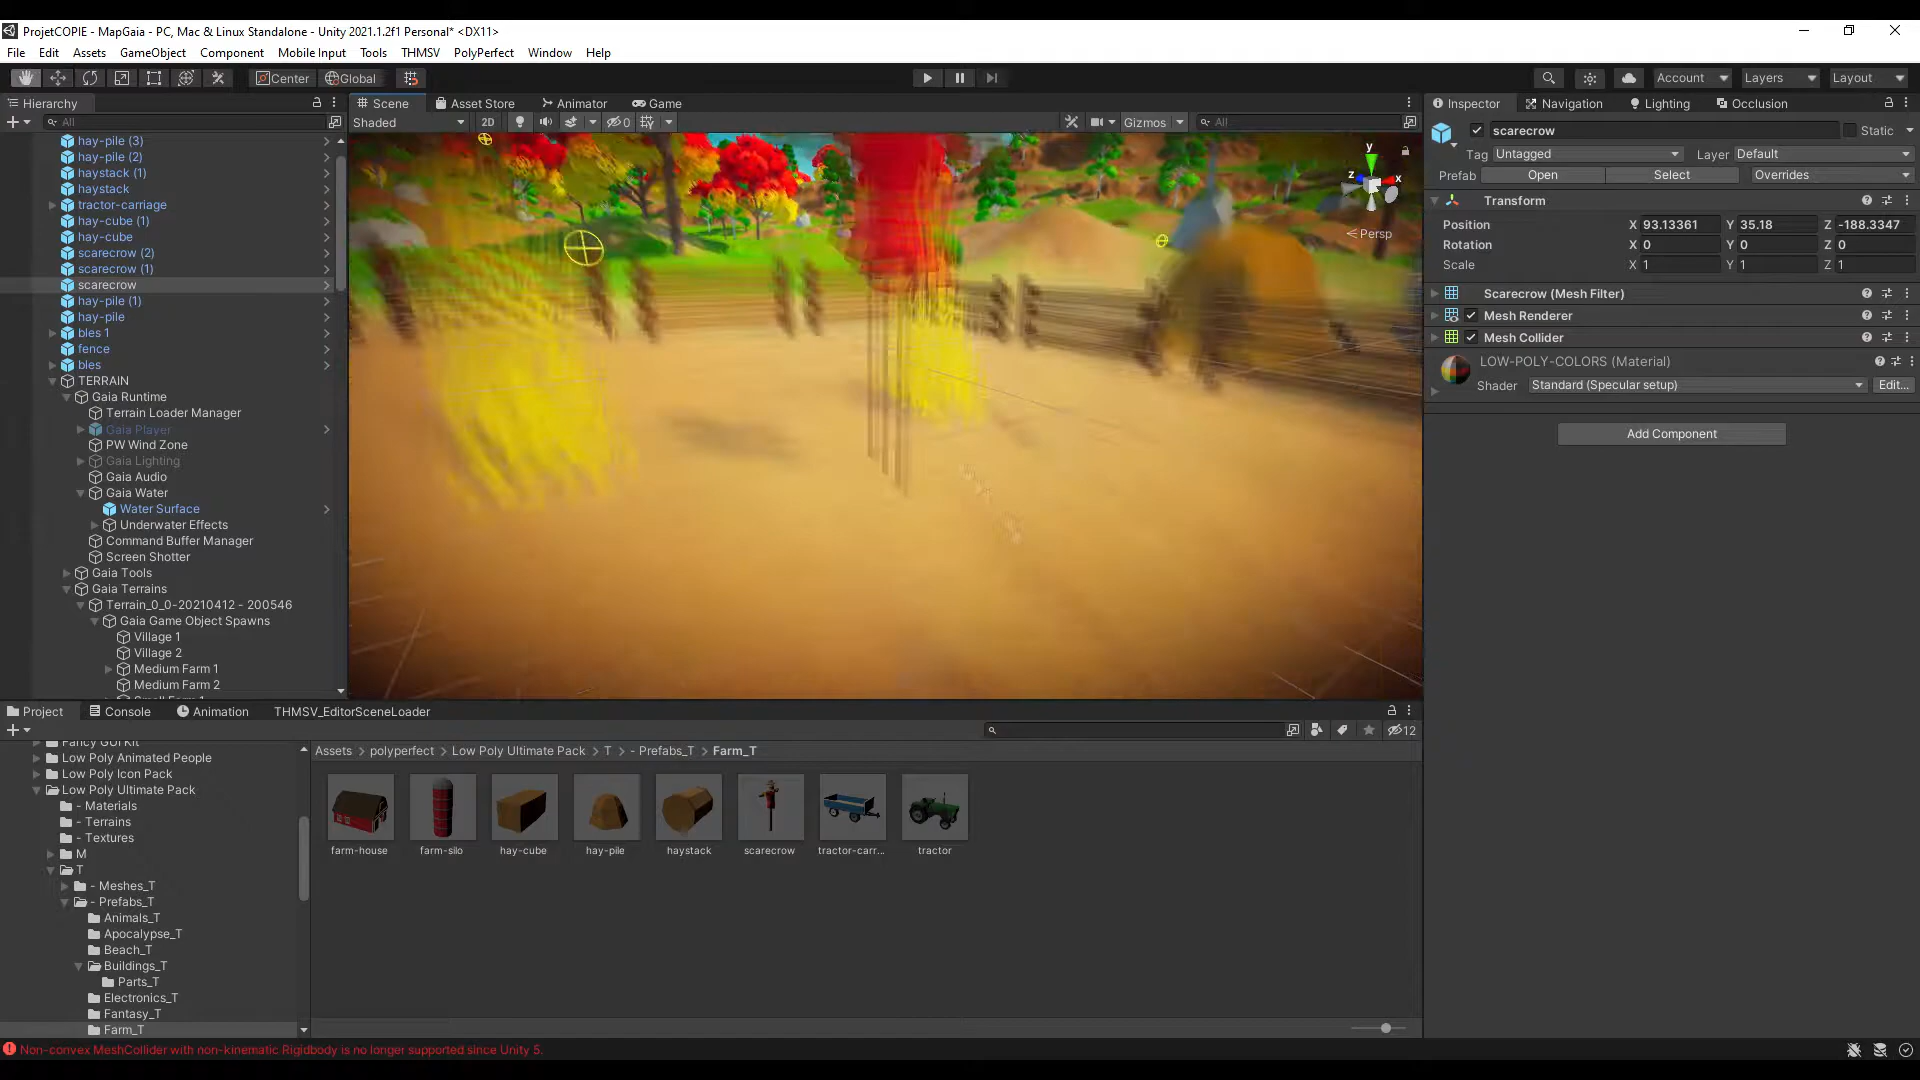 ProjetCOPIE - MapGaia - PC, Mac & Linux Standalone - Unity 2021.1.2f1 Personal* <DX11>
File Edit Assets GameObject Component Mobile Input Tools THMSV PolyPerfect Window Help
Center Global Account Layers Layout
Hierarchy
All
hay-pile (3)
hay-pile (2)
haystack (1)
haystack
tractor-carriage
hay-cube (1)
hay-cube
scarecrow (2)
scarecrow (1)
scarecrow
hay-pile (1)
hay-pile
bles 1
fence
bles
TERRAIN
Gaia Runtime
Terrain Loader Manager
Gaia Player
PW Wind Zone
Gaia Lighting
Gaia Audio
Gaia Water
Water Surface
Underwater Effects
Command Buffer Manager
Screen Shotter
Gaia Tools
Gaia Terrains
Terrain_0_0-20210412 - 200546
Gaia Game Object Spawns
Village 1
Village 2
Medium Farm 1
Medium Farm 2
Scene Asset Store Animator Game
Shaded 2D 0 Gizmos All
y
z x
Persp
Inspector Navigation Lighting Occlusion
scarecrow Static
Tag Untagged Layer Default
Prefab Open Select Overrides
Transform
Position X 93.13361 Y 35.18 Z -188.3347
Rotation X 0 Y 0 Z 0
Scale X 1 Y 1 Z 1
Scarecrow (Mesh Filter)
Mesh Renderer
Mesh Collider
LOW-POLY-COLORS (Material)
Shader Standard (Specular setup) Edit...
Add Component
Project Console Animation THMSV_EditorSceneLoader
12
Fancy GUI Kit
Low Poly Animated People
Low Poly Icon Pack
Low Poly Ultimate Pack
- Materials
- Terrains
- Textures
M
T
- Meshes_T
- Prefabs_T
Animals_T
Apocalypse_T
Beach_T
Buildings_T
Parts_T
Electronics_T
Fantasy_T
Farm_T
Assets > polyperfect > Low Poly Ultimate Pack > T > - Prefabs_T > Farm_T
farm-house farm-silo hay-cube hay-pile haystack scarecrow tractor-carr... tractor
Non-convex MeshCollider with non-kinematic Rigidbody is no longer supported since Unity 5.